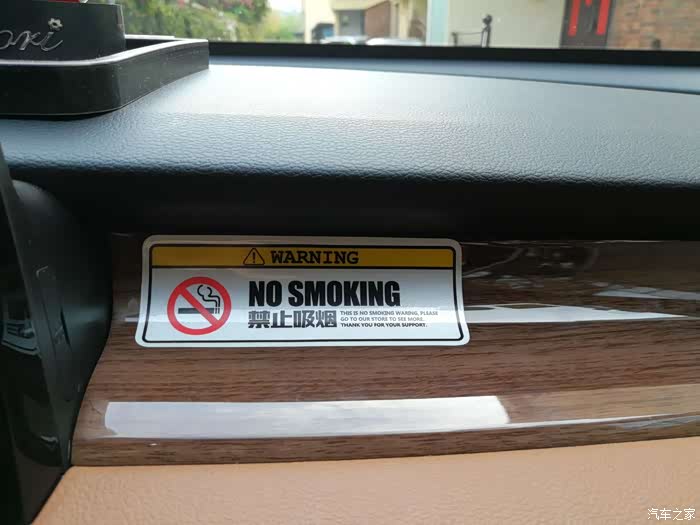 ori
WARNING
NO SMOKING
禁止吸烟
THIS IS NO SMOKING WARING, PLEASE
GO TO OUR STORE TO SEE MORE.
THANK YOU FOR YOUR SUPPORT.
汽车之家